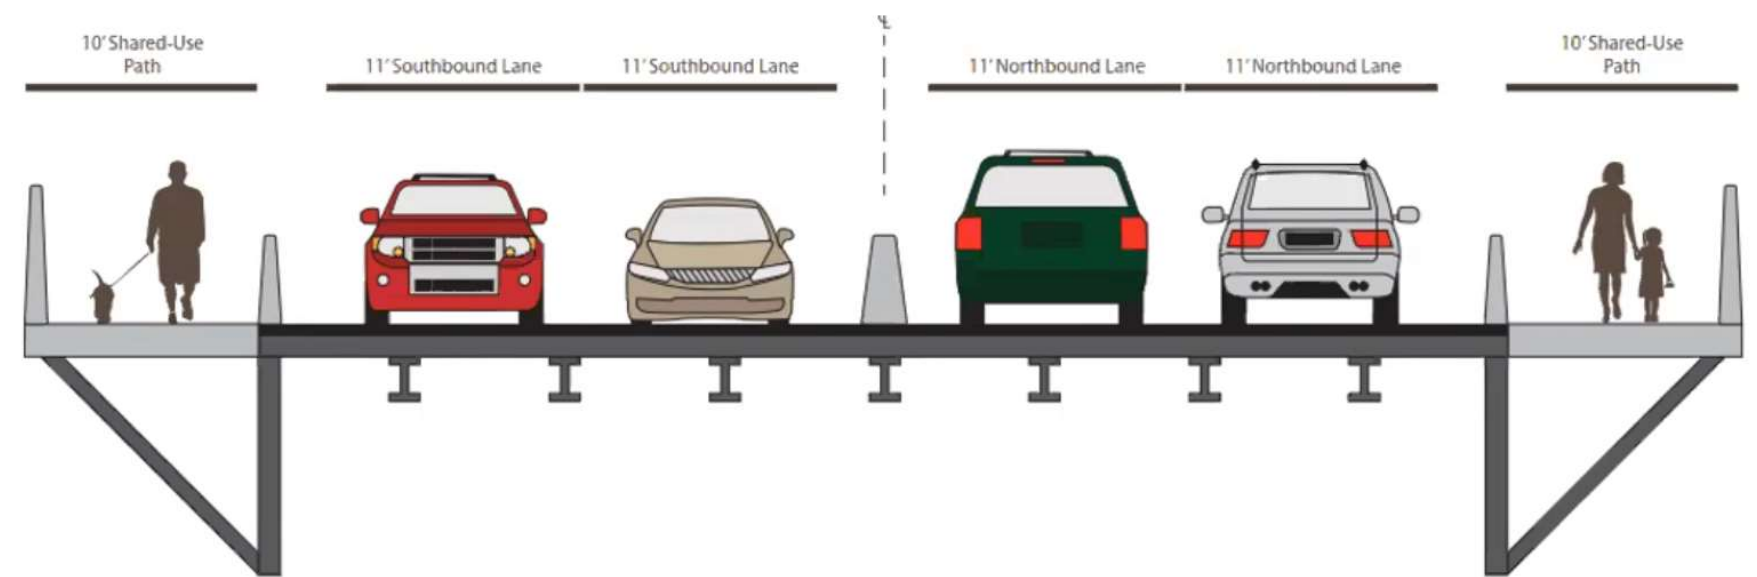 10' Shared-Use
Path
11' Southbound Lane
11' Southbound Lane
℄
11' Northbound Lane
11' Northbound Lane
10' Shared-Use
Path